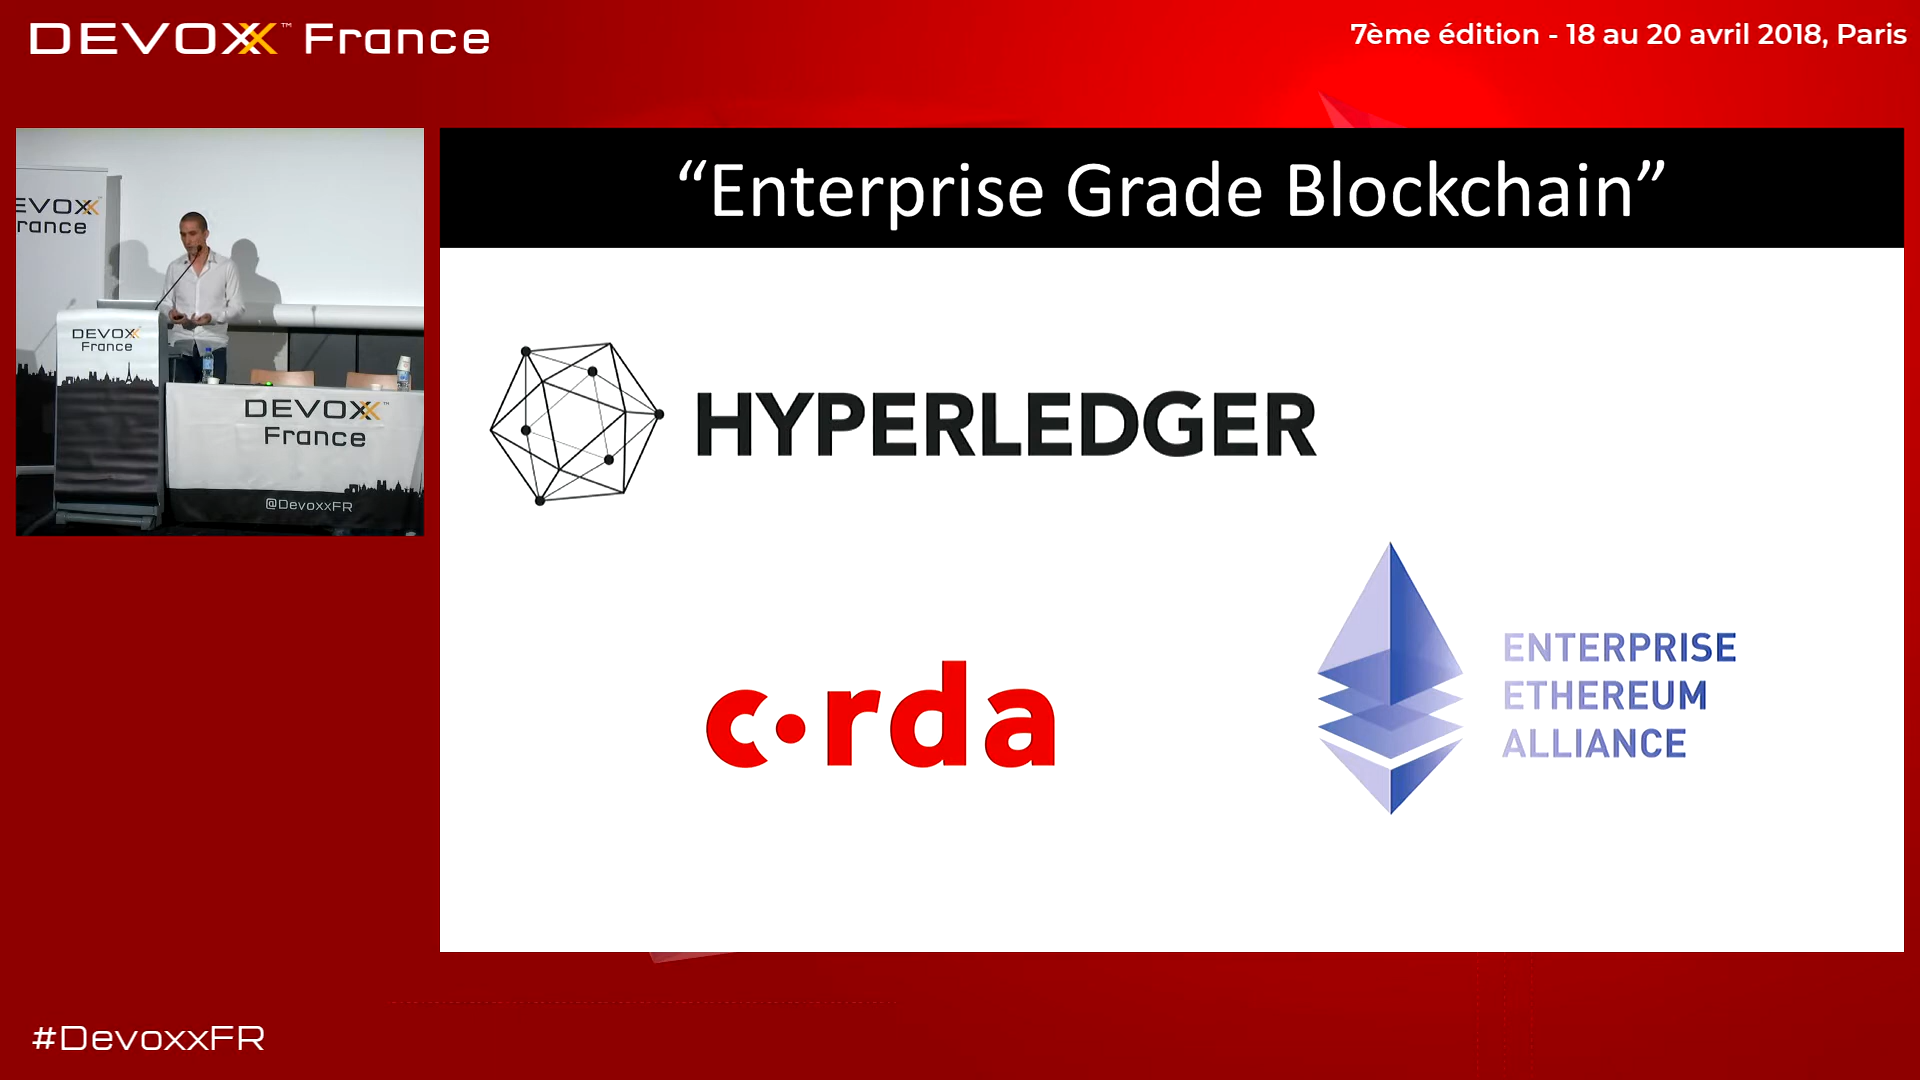 DEVOXX™ France
7ème édition - 18 au 20 avril 2018, Paris
EVOXX
rance
DEVOXX
France
DEVOXX™
France
@DevoxxFR
“Enterprise Grade Blockchain”
HYPERLEDGER
c•rda
ENTERPRISE
ETHEREUM
ALLIANCE
#DevoxxFR